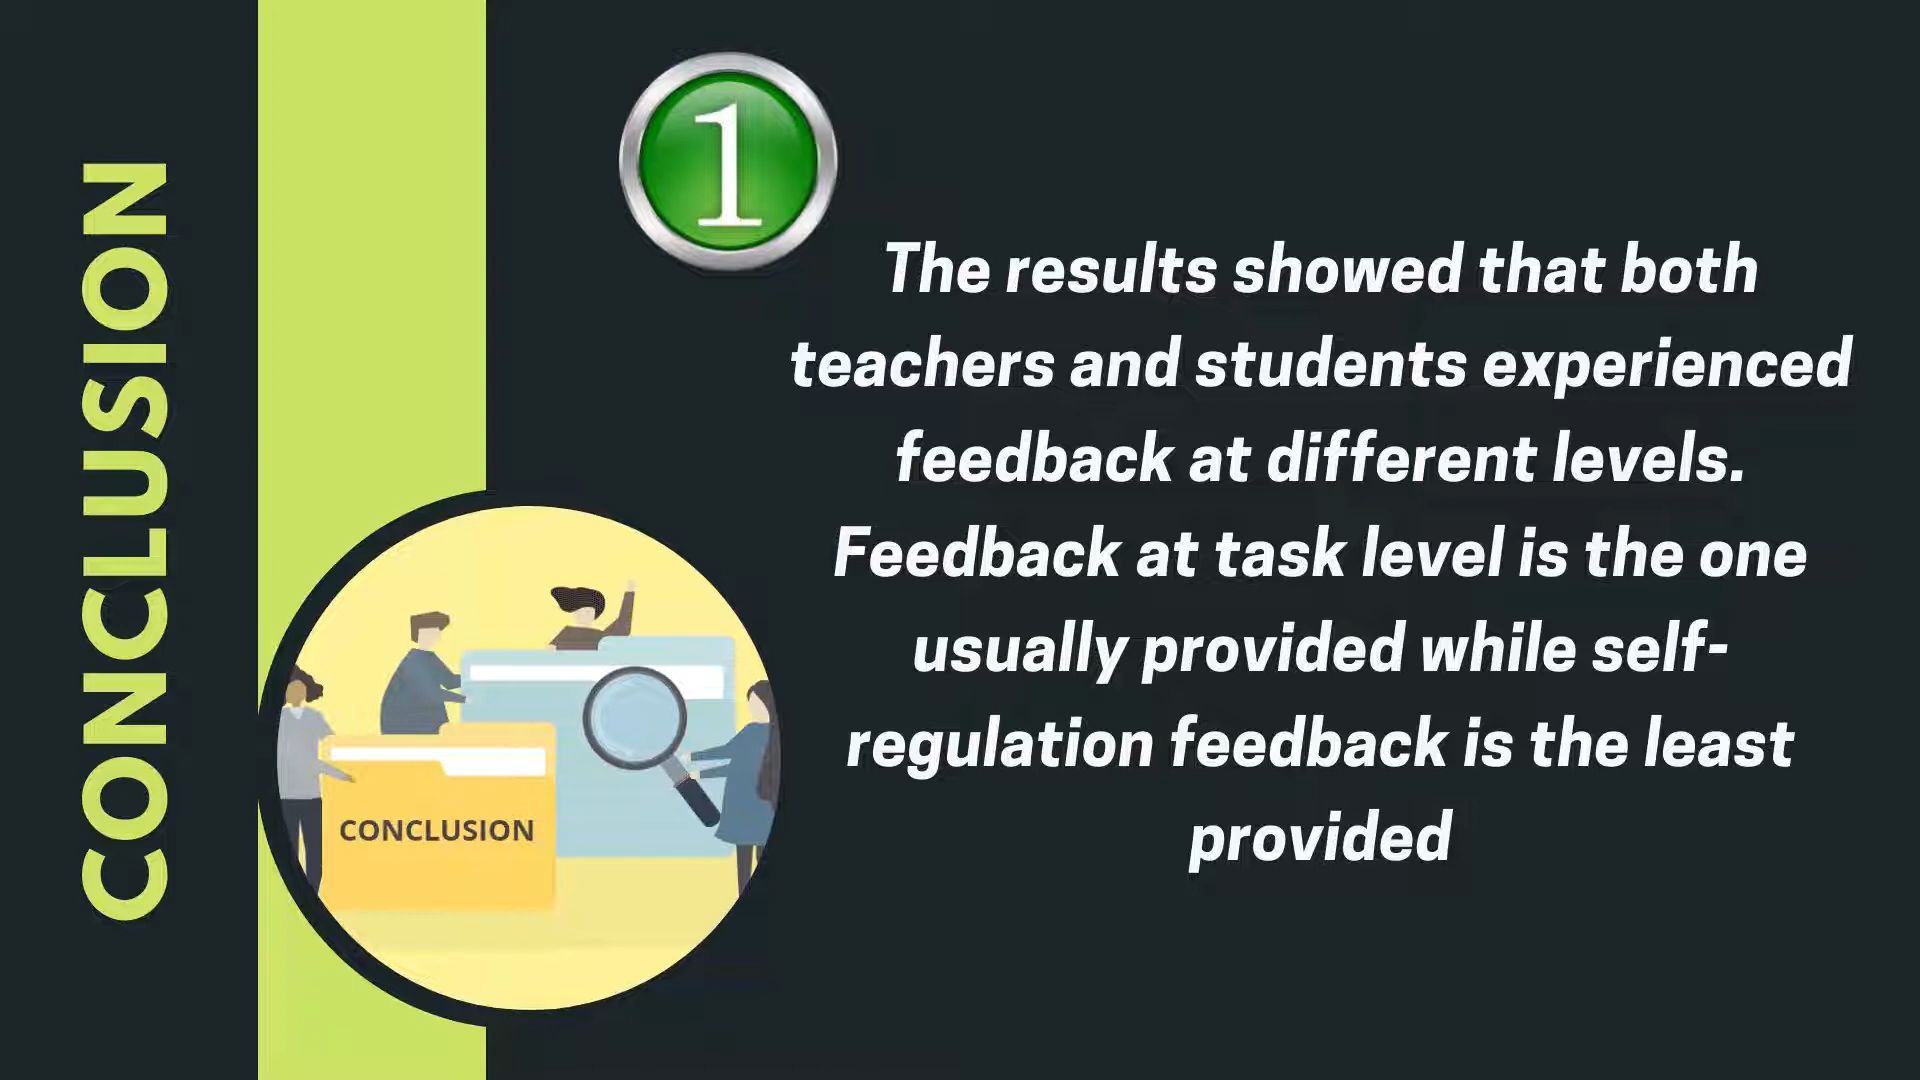 CONCLUSION
1
The results showed that both
teachers and students experienced
feedback at different levels.
Feedback at task level is the one
usually provided while self-
regulation feedback is the least
provided
CONCLUSION